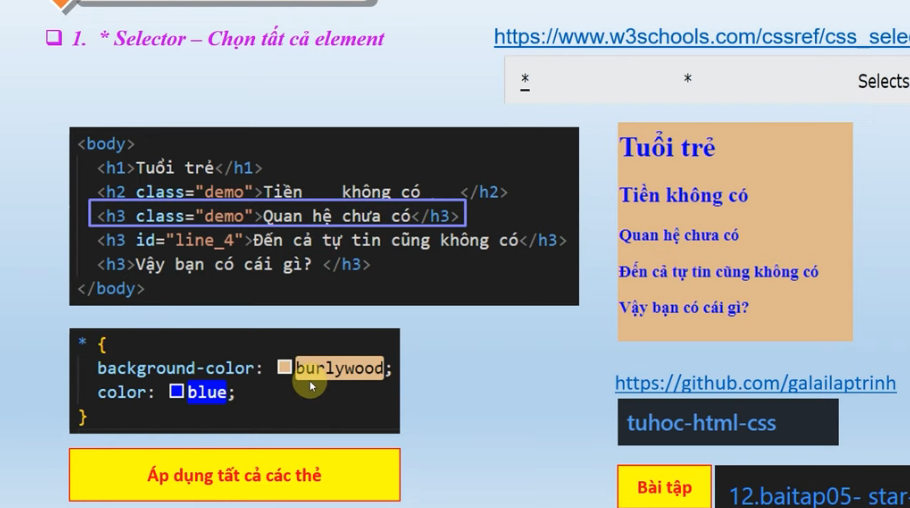 1. * Selector – Chọn tất cả element
https://www.w3schools.com/cssref/css_sele
* * Selects
<body>
<h1>Tuổi trẻ</h1>
<h2 class="demo">Tiền không có </h2>
<h3 class="demo">Quan hệ chưa có</h3>
<h3 id="line_4">Đến cả tự tin cũng không có</h3>
<h3>Vậy bạn có cái gì? </h3>
</body>
Tuổi trẻ
Tiền không có
Quan hệ chưa có
Đến cả tự tin cũng không có
Vậy bạn có cái gì?
* {
background-color: burlywood;
color: blue;
}
https://github.com/galailaptrinh
tuhoc-html-css
Áp dụng tất cả các thẻ
Bài tập
12.baitap05- star-